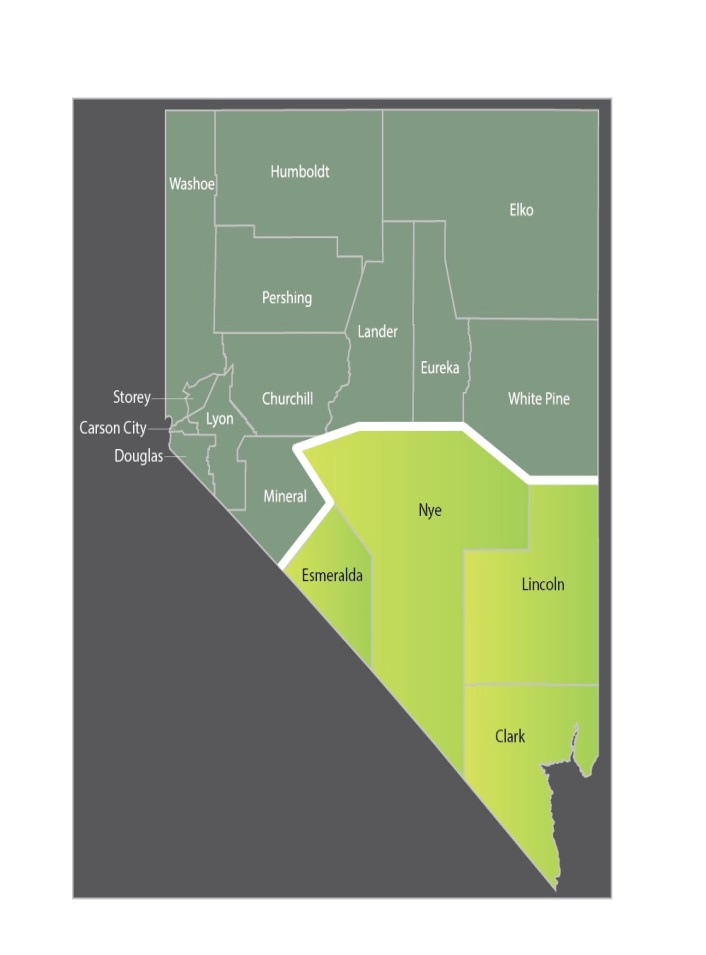 Humboldt
Washoe
Elko
Pershing
Lander
Eureka
Storey
Churchill
White Pine
Lyon
Carson City
Douglas
Mineral
Nye
Esmeralda
Lincoln
Clark